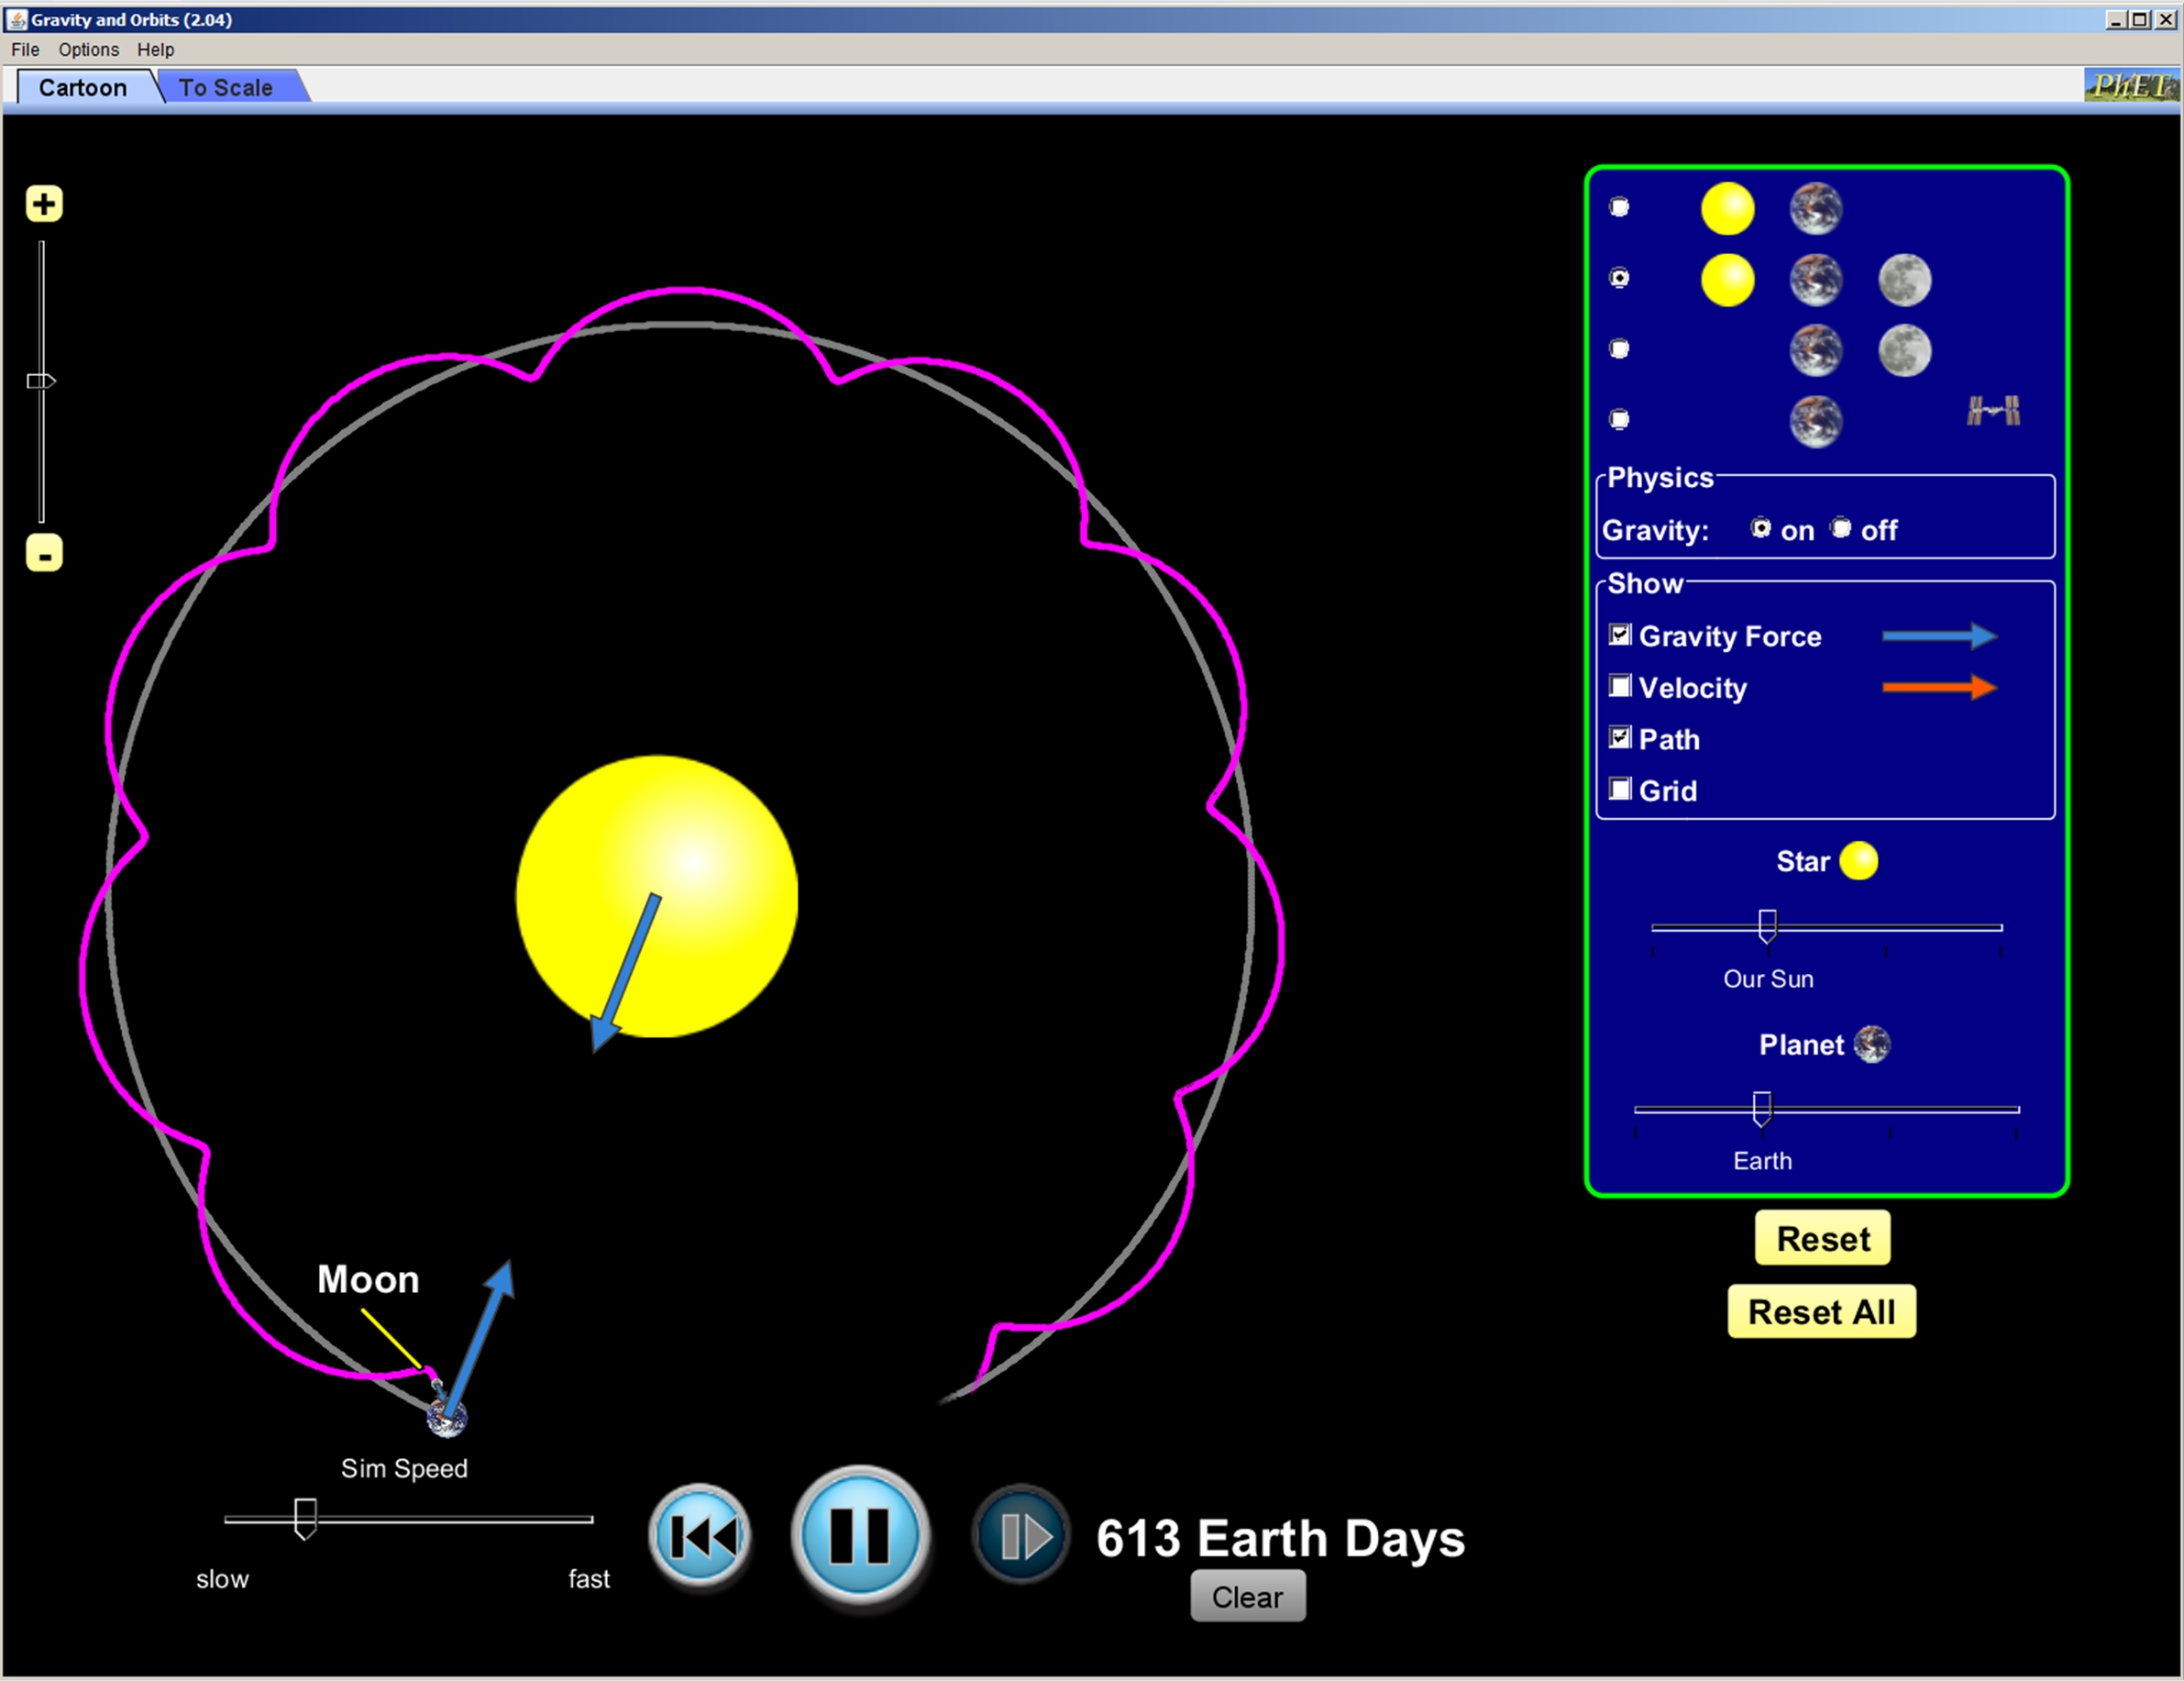 Gravity and Orbits (2.04)
File Options Help
Cartoon To Scale
PhET
+
-
Physics
Gravity: on off
Show
Gravity Force
Velocity
Path
Grid
Star
Our Sun
Planet
Earth
Reset
Reset All
Moon
Sim Speed
slow fast
613 Earth Days
Clear